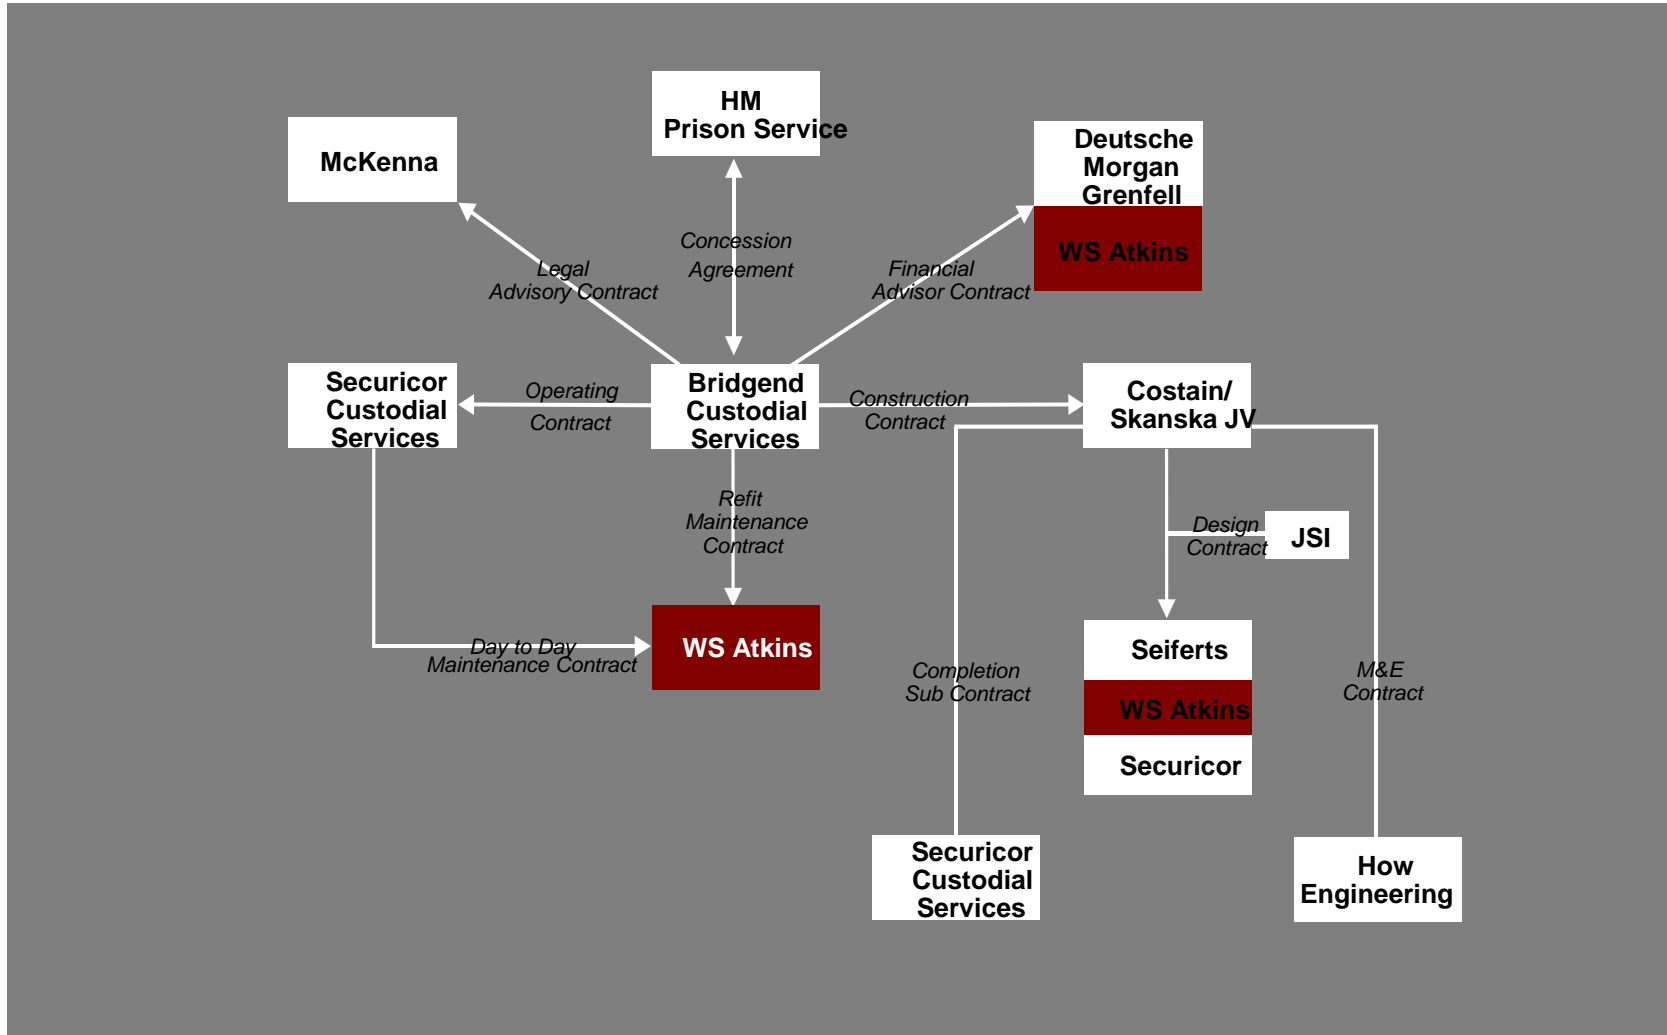 HM
Prison Service
McKenna
Deutsche
Morgan
Grenfell
WS Atkins
Concession
Agreement
Legal
Advisory Contract
Financial
Advisor Contract
Securicor
Custodial
Services
Operating
Contract
Bridgend
Custodial
Services
Construction
Contract
Costain/
Skanska JV
Refit
Maintenance
Contract
Design
Contract
JSI
Day to Day
Maintenance Contract
WS Atkins
Completion
Sub Contract
Seiferts
WS Atkins
Securicor
M&E
Contract
Securicor
Custodial
Services
How
Engineering